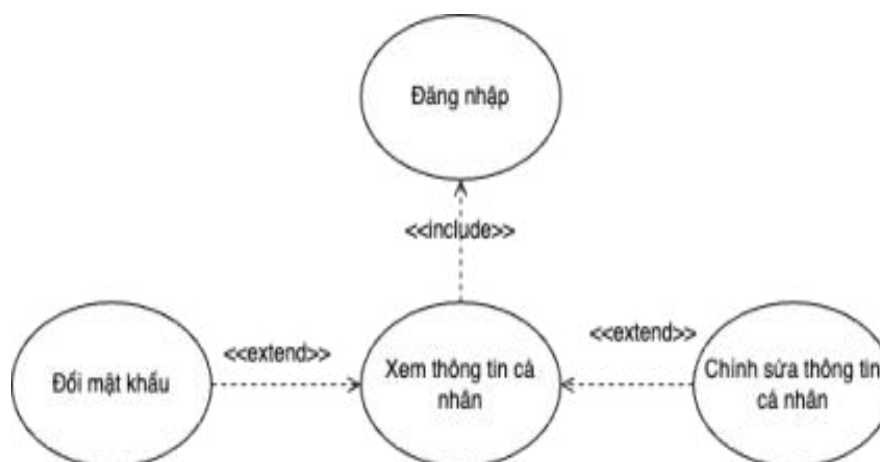 Đăng nhập
<<include>>
<<extend>>
<<extend>>
Đổi mật khẩu
Xem thông tin cá
nhân
Chỉnh sửa thông tin
cá nhân